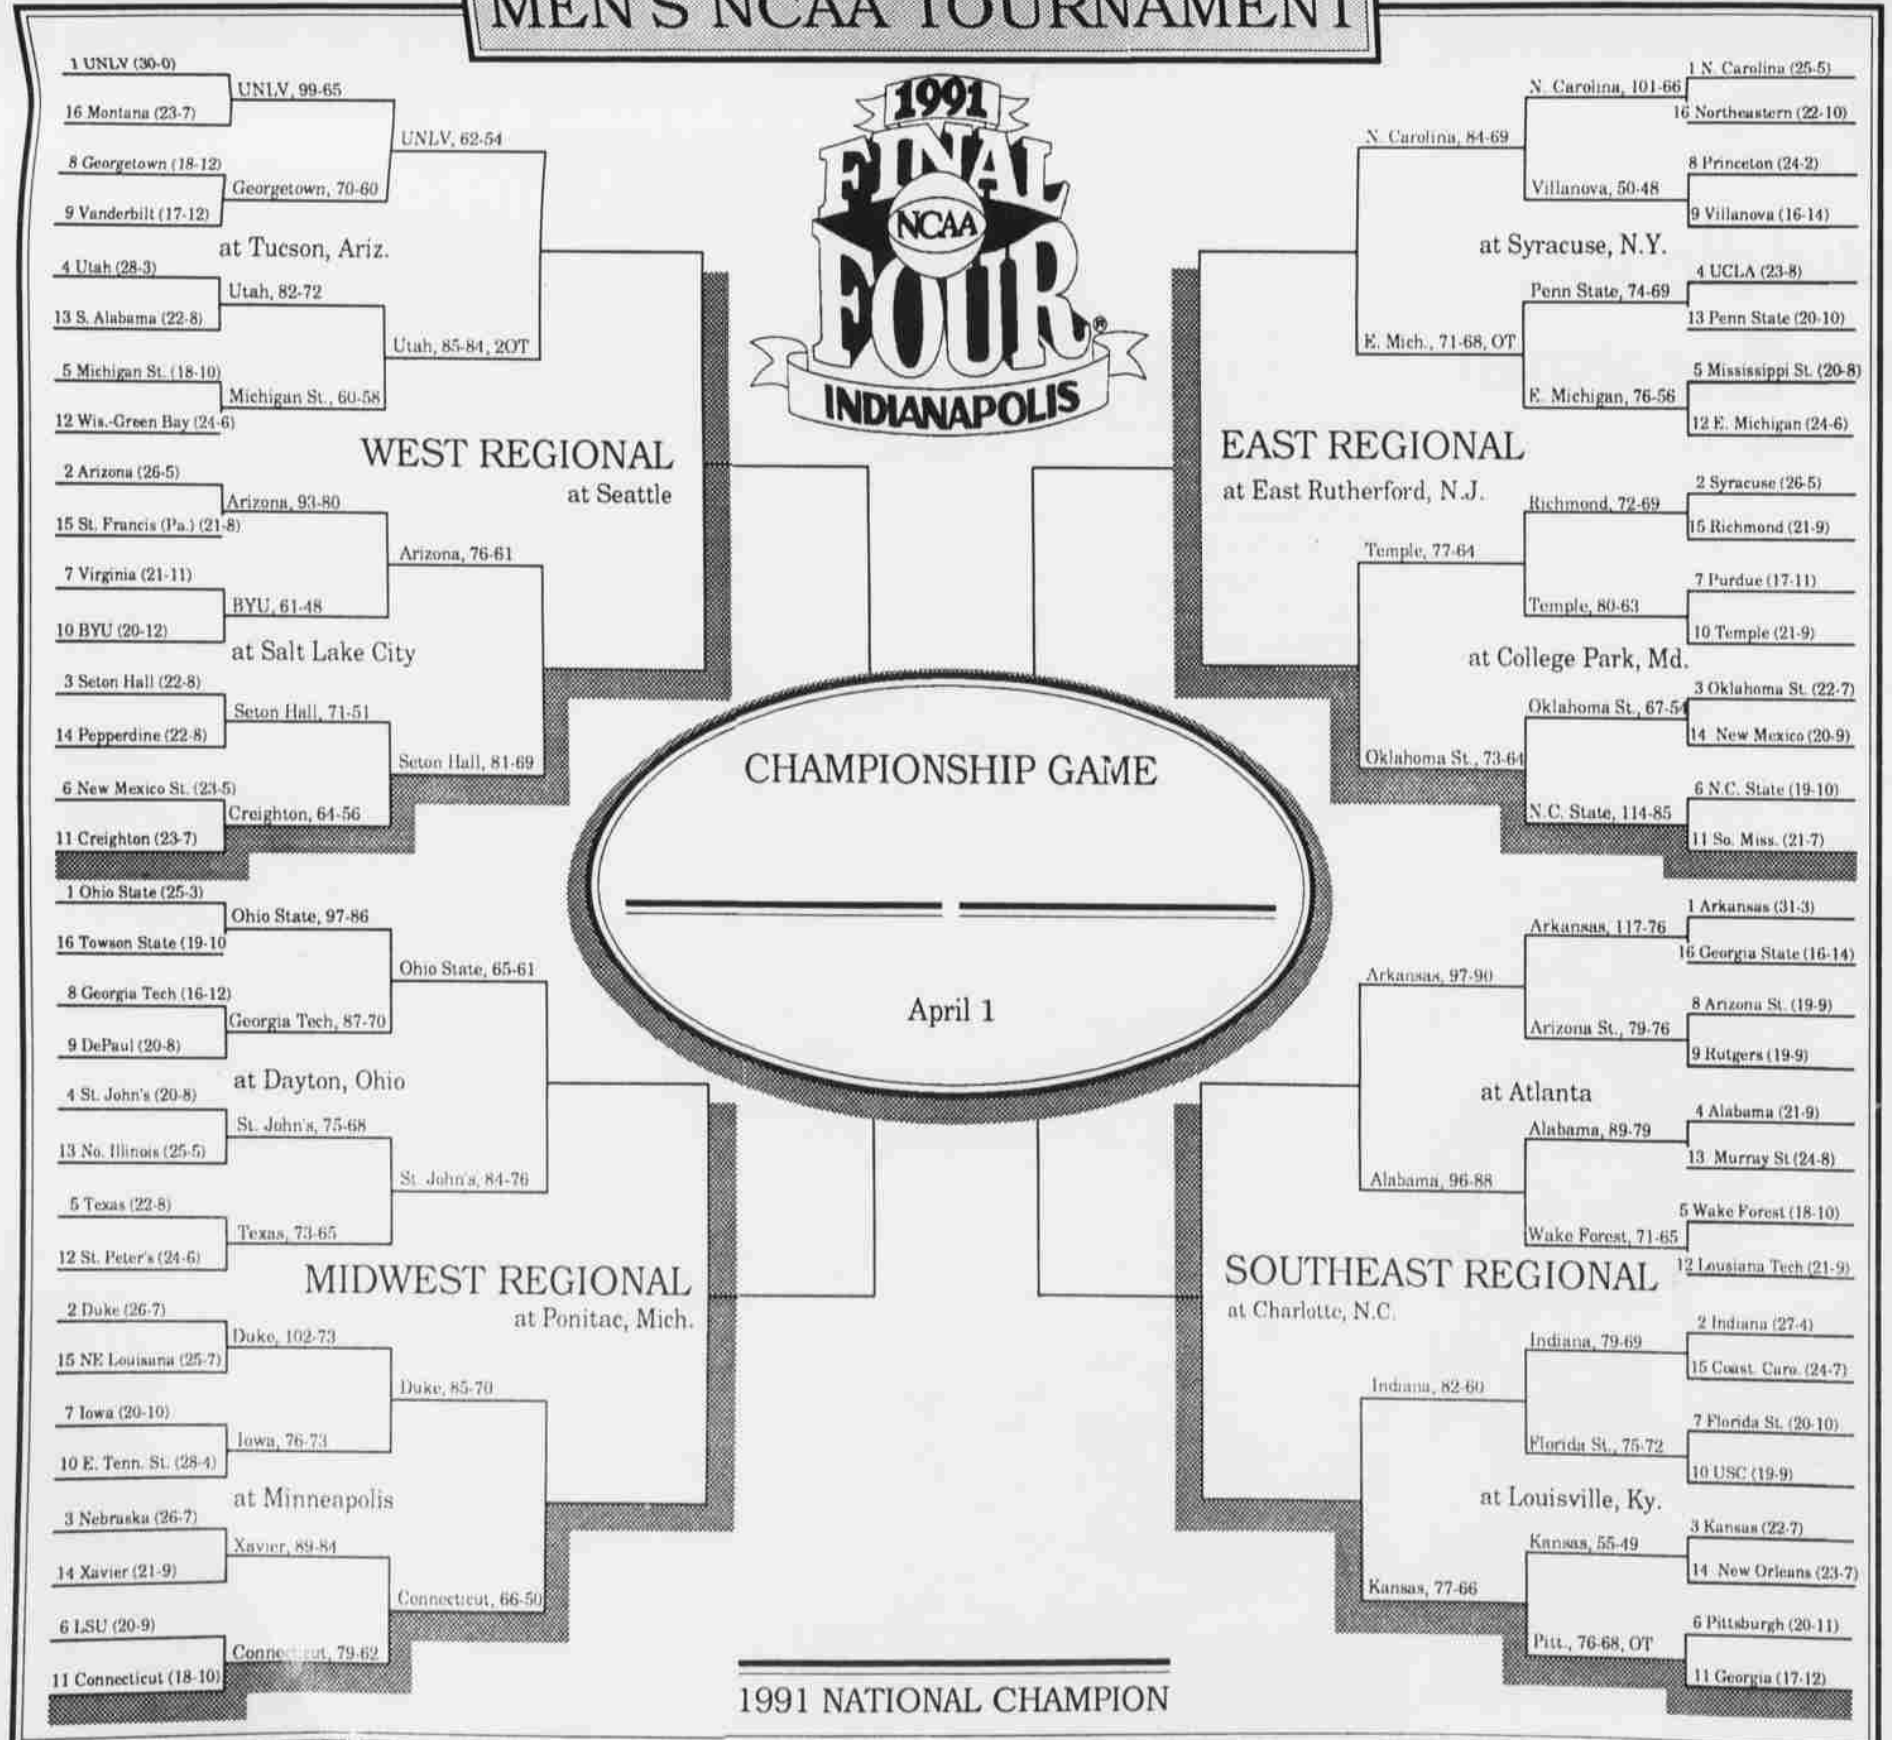 MEN'S NCAA TOURNAMENT
1991
FINAL
NCAA
FOUR
®
INDIANAPOLIS
1 UNLV (30-0)
UNLV, 99-65
16 Montana (23-7)
UNLV, 62-54
8 Georgetown (18-12)
Georgetown, 70-60
9 Vanderbilt (17-12)
at Tucson, Ariz.
4 Utah (28-3)
Utah, 82-72
13 S. Alabama (22-8)
Utah, 85-84, 2OT
5 Michigan St. (18-10)
Michigan St., 60-58
12 Wis.-Green Bay (24-6)
WEST REGIONAL
at Seattle
2 Arizona (26-5)
Arizona, 93-80
15 St. Francis (Pa.) (21-8)
Arizona, 76-61
7 Virginia (21-11)
BYU, 61-48
10 BYU (20-12)
at Salt Lake City
3 Seton Hall (22-8)
Seton Hall, 71-51
14 Pepperdine (22-8)
Seton Hall, 81-69
6 New Mexico St. (23-5)
Creighton, 64-56
11 Creighton (23-7)
1 Ohio State (25-3)
Ohio State, 97-86
16 Towson State (19-10
Ohio State, 65-61
8 Georgia Tech (16-12)
Georgia Tech, 87-70
9 DePaul (20-8)
at Dayton, Ohio
4 St. John's (20-8)
St. John's, 75-68
13 No. Illinois (25-5)
St. John's, 84-76
5 Texas (22-8)
Texas, 73-65
12 St. Peter's (24-6)
MIDWEST REGIONAL
at Ponitac, Mich.
2 Duke (26-7)
Duke, 102-73
15 NE Louisana (25-7)
Duke, 85-70
7 Iowa (20-10)
Iowa, 76-73
10 E. Tenn. St. (28-4)
at Minneapolis
3 Nebraska (26-7)
Xavier, 89-84
14 Xavier (21-9)
Connecticut, 66-50
6 LSU (20-9)
Connecticut, 79-62
11 Connecticut (18-10)
CHAMPIONSHIP GAME
April 1
1991 NATIONAL CHAMPION
1 N. Carolina (25-5)
N. Carolina, 101-66
16 Northeastern (22-10)
N. Carolina, 84-69
8 Princeton (24-2)
Villanova, 50-48
9 Villanova (16-14)
at Syracuse, N.Y.
4 UCLA (23-8)
Penn State, 74-69
13 Penn State (20-10)
E. Mich., 71-68, OT
5 Mississippi St. (20-8)
E. Michigan, 76-56
12 E. Michigan (24-6)
EAST REGIONAL
at East Rutherford, N.J.
2 Syracuse (26-5)
Richmond, 72-69
15 Richmond (21-9)
Temple, 77-64
7 Purdue (17-11)
Temple, 80-63
10 Temple (21-9)
at College Park, Md.
3 Oklahoma St. (22-7)
Oklahoma St., 67-54
14 New Mexico (20-9)
Oklahoma St., 73-64
6 N.C. State (19-10)
N.C. State, 114-85
11 So. Miss. (21-7)
1 Arkansas (31-3)
Arkansas, 117-76
16 Georgia State (16-14)
Arkansas, 97-90
8 Arizona St. (19-9)
Arizona St., 79-76
9 Rutgers (19-9)
at Atlanta
4 Alabama (21-9)
Alabama, 89-79
13 Murray St (24-8)
Alabama, 96-88
5 Wake Forest (18-10)
Wake Forest, 71-65
12 Lousiana Tech (21-9)
SOUTHEAST REGIONAL
at Charlotte, N.C.
2 Indiana (27-4)
Indiana, 79-69
15 Coast. Caro. (24-7)
Indiana, 82-60
7 Florida St. (20-10)
Florida St., 75-72
10 USC (19-9)
at Louisville, Ky.
3 Kansas (22-7)
Kansas, 55-49
14 New Orleans (23-7)
Kansas, 77-66
6 Pittsburgh (20-11)
Pitt., 76-68, OT
11 Georgia (17-12)